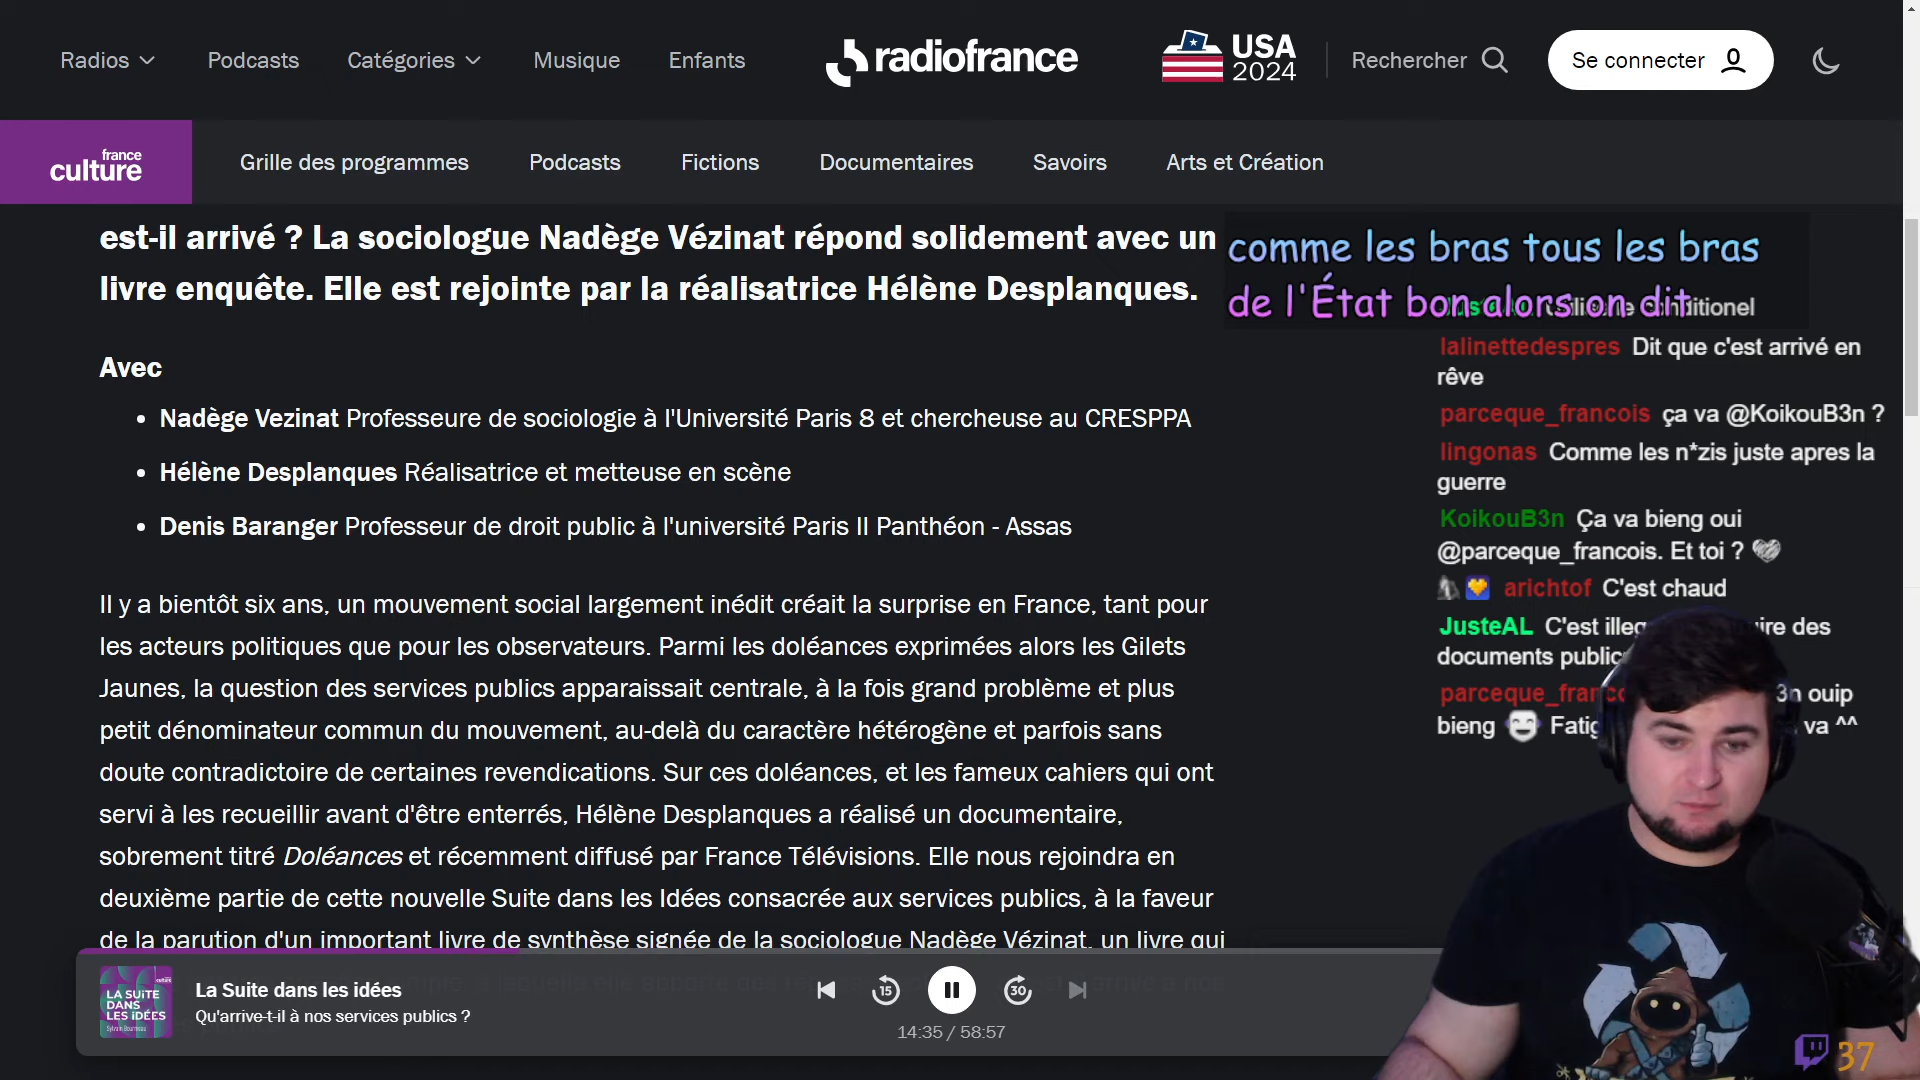 Radios
Podcasts
Catégories
Musique
Enfants
radiofrance
USA
2024
Rechercher
Se connecter
france
culture
Grille des programmes
Podcasts
Fictions
Documentaires
Savoirs
Arts et Création
est-il arrivé ? La sociologue Nadège Vézinat répond solidement avec un
livre enquête. Elle est rejointe par la réalisatrice Hélène Desplanques.
Avec
• Nadège Vezinat Professeure de sociologie à l'Université Paris 8 et chercheuse au CRESPPA
• Hélène Desplanques Réalisatrice et metteuse en scène
• Denis Baranger Professeur de droit public à l'université Paris II Panthéon - Assas
Il y a bientôt six ans, un mouvement social largement inédit créait la surprise en France, tant pour
les acteurs politiques que pour les observateurs. Parmi les doléances exprimées alors les Gilets
Jaunes, la question des services publics apparaissait centrale, à la fois grand problème et plus
petit dénominateur commun du mouvement, au-delà du caractère hétérogène et parfois sans
doute contradictoire de certaines revendications. Sur ces doléances, et les fameux cahiers qui ont
servi à les recueillir avant d'être enterrés, Hélène Desplanques a réalisé un documentaire,
sobrement titré Doléances et récemment diffusé par France Télévisions. Elle nous rejoindra en
deuxième partie de cette nouvelle Suite dans les Idées consacrée aux services publics, à la faveur
de la parution d'un important livre de synthèse signée de la sociologue Nadège Vézinat, un livre qui
comme les bras tous les bras
de l'État bon alors on dit
lalinettedespres Dit que c'est arrivé en
rêve
parceque_francois ça va @KoikouB3n ?
lingonas Comme les n*zis juste apres la
guerre
KoikouB3n Ça va bieng oui
@parceque_francois. Et toi ?
arichtof C'est chaud
JusteAL C'est des
documents
ouip
bieng va ^^
culture
LA SUITE
DANS
LES IDÉES
Sylvain Bourmeau
La Suite dans les idées
Qu'arrive-t-il à nos services publics ?
15
30
14:35 / 58:57
37